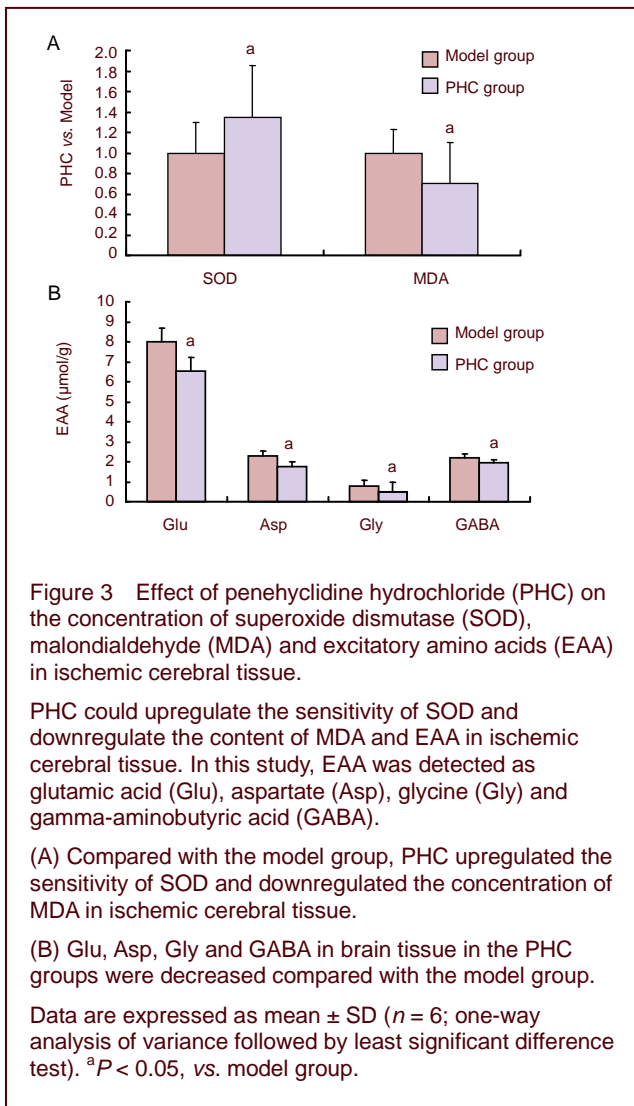 A
2.0
1.8
1.6
1.4
1.2
1.0
0.8
0.6
0.4
0.2
0
PHC vs. Model
a
a
Model group
PHC group
SOD
MDA
B
10
9
8
7
6
5
4
3
2
1
0
EAA (μmol/g)
a
a
a
a
Model group
PHC group
Glu
Asp
Gly
GABA
Figure 3 Effect of penehyclidine hydrochloride (PHC) on
the concentration of superoxide dismutase (SOD),
malondialdehyde (MDA) and excitatory amino acids (EAA)
in ischemic cerebral tissue.
PHC could upregulate the sensitivity of SOD and
downregulate the content of MDA and EAA in ischemic
cerebral tissue. In this study, EAA was detected as
glutamic acid (Glu), aspartate (Asp), glycine (Gly) and
gamma-aminobutyric acid (GABA).
(A) Compared with the model group, PHC upregulated the
sensitivity of SOD and downregulated the concentration of
MDA in ischemic cerebral tissue.
(B) Glu, Asp, Gly and GABA in brain tissue in the PHC
groups were decreased compared with the model group.
Data are expressed as mean ± SD (n = 6; one-way
analysis of variance followed by least significant difference
test). aP < 0.05, vs. model group.